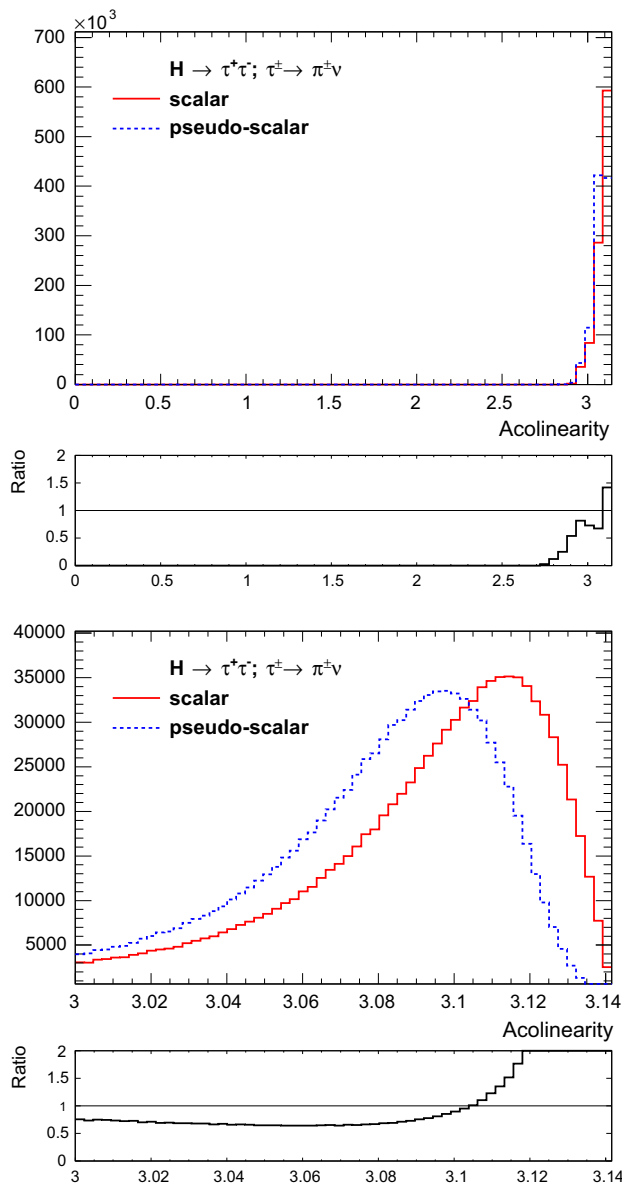 ×10³
700
600
500
400
300
200
100
0
H → τ⁺τ⁻; τ± → π±ν
scalar
pseudo-scalar
0 0.5 1 1.5 2 2.5 3
Acolinearity
Ratio
2
1.5
1
0.5
0
0 0.5 1 1.5 2 2.5 3
40000
35000
30000
25000
20000
15000
10000
5000
H → τ⁺τ⁻; τ± → π±ν
scalar
pseudo-scalar
3 3.02 3.04 3.06 3.08 3.1 3.12 3.14
Acolinearity
Ratio
2
1.5
1
0.5
0
3 3.02 3.04 3.06 3.08 3.1 3.12 3.14